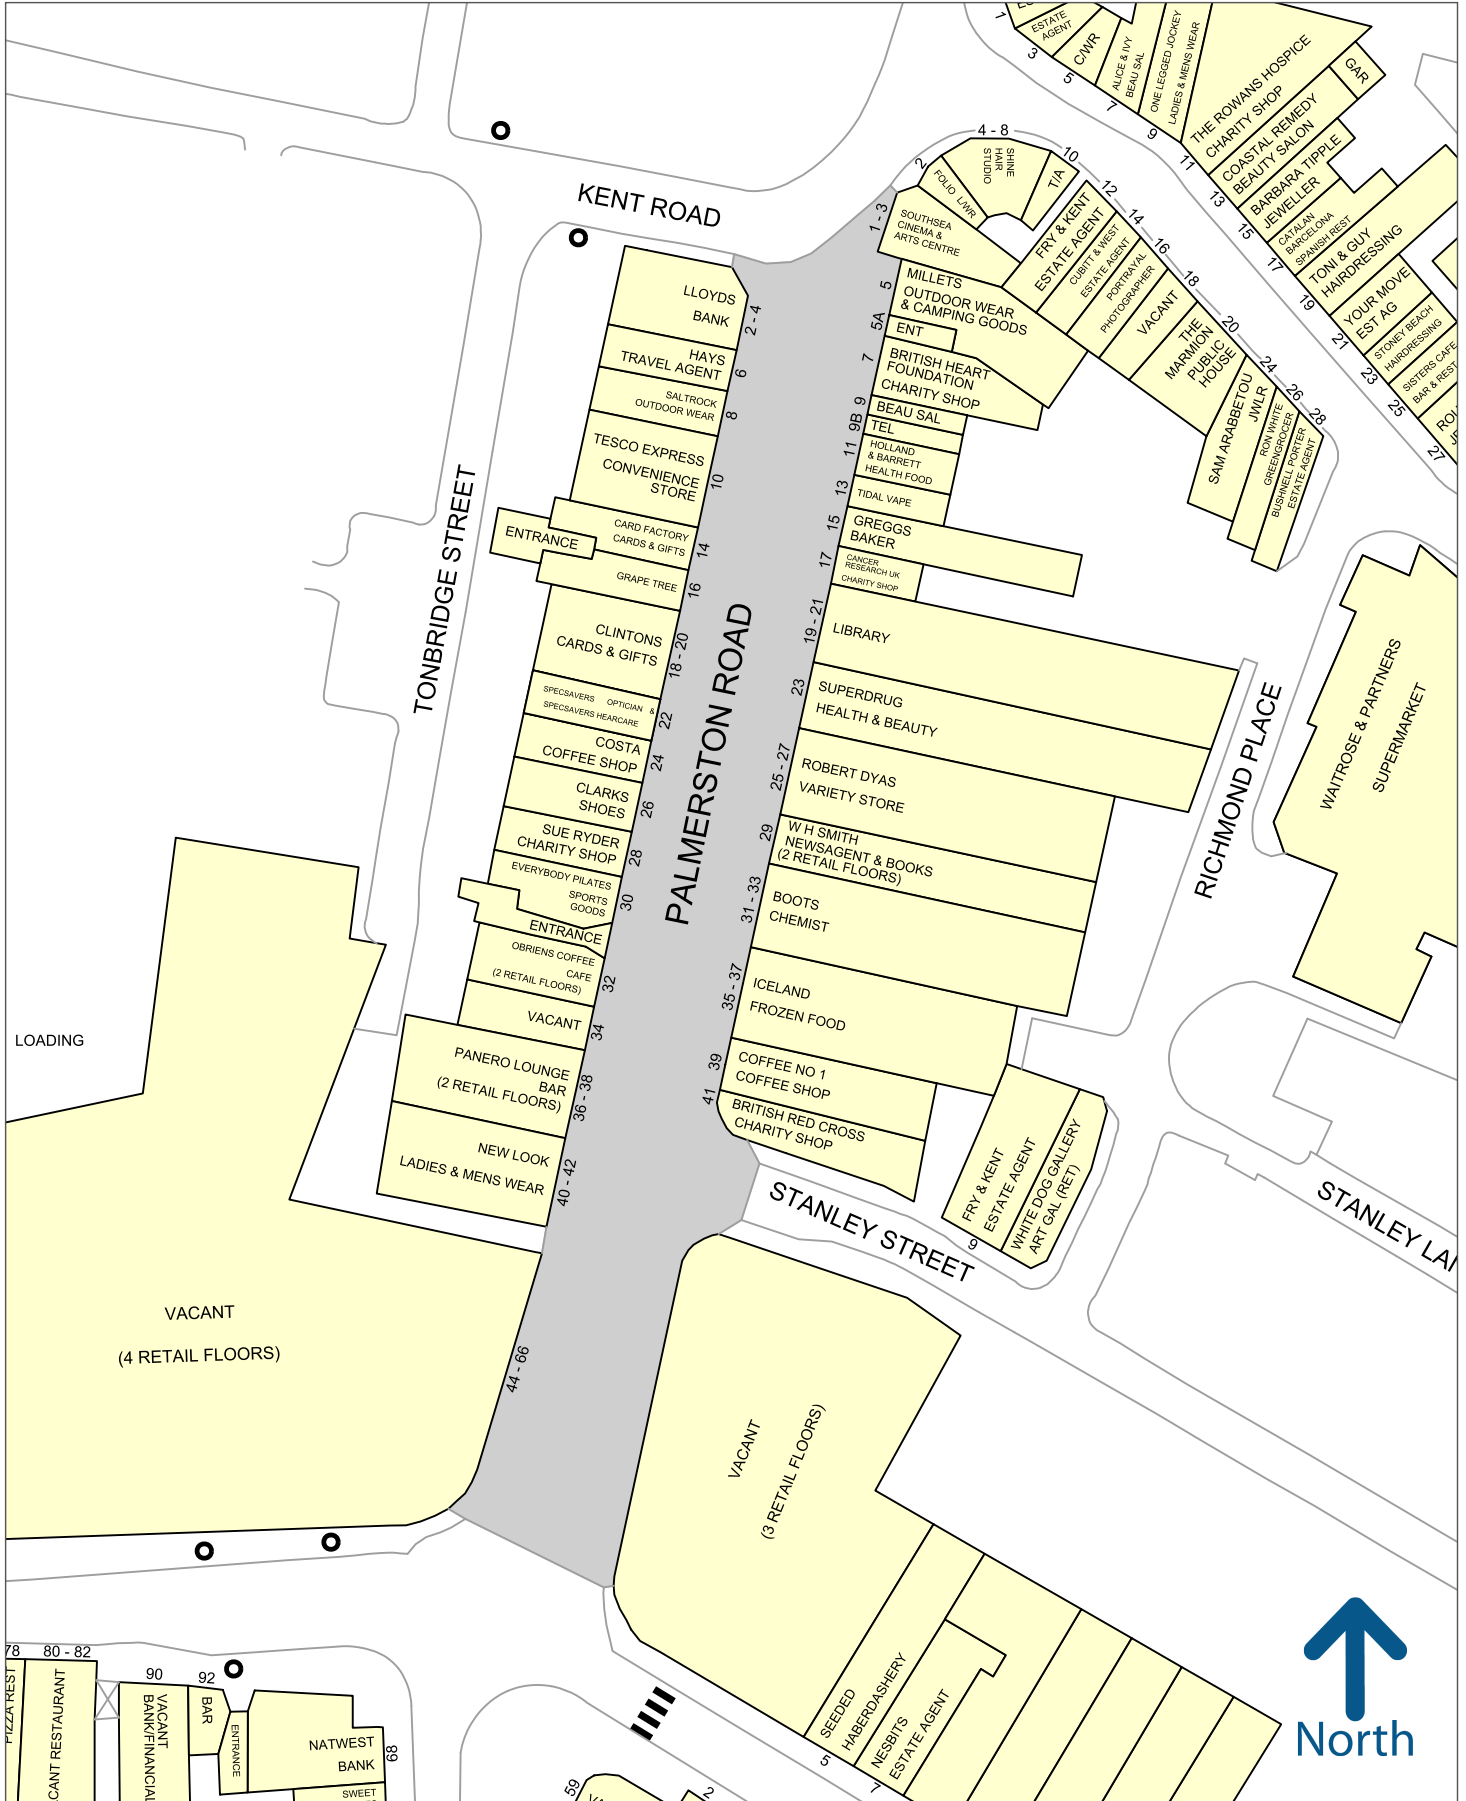 KENT ROAD
TONBRIDGE STREET
PALMERSTON ROAD
RICHMOND PLACE
STANLEY STREET
LOADING
LLOYDS
BANK
2 - 4
HAYS
TRAVEL AGENT
6
SALTROCK
OUTDOOR WEAR
8
TESCO EXPRESS
CONVENIENCE
STORE
10
CARD FACTORY
CARDS & GIFTS
14
ENTRANCE
GRAPE TREE
16
CLINTONS
CARDS & GIFTS
18 - 20
SPECSAVERS OPTICIAN &
SPECSAVERS HEARCARE
22
COSTA
COFFEE SHOP
24
CLARKS
SHOES
26
SUE RYDER
CHARITY SHOP
28
EVERYBODY PILATES
SPORTS
GOODS
30
ENTRANCE
OBRIENS COFFEE
CAFE
(2 RETAIL FLOORS)
32
VACANT
34
PANERO LOUNGE
BAR
(2 RETAIL FLOORS)
36 - 38
NEW LOOK
LADIES & MENS WEAR
40 - 42
VACANT
(4 RETAIL FLOORS)
44 - 66
1 - 3
SOUTHSEA
CINEMA &
ARTS CENTRE
5
MILLETS
OUTDOOR WEAR
& CAMPING GOODS
5A
ENT
7
BRITISH HEART
FOUNDATION
CHARITY SHOP
9
BEAU SAL
9B
TEL
11
HOLLAND
& BARRETT
HEALTH FOOD
13
TIDAL VAPE
15
GREGGS
BAKER
17
CANCER
RESEARCH UK
CHARITY SHOP
19 - 21
LIBRARY
23
SUPERDRUG
HEALTH & BEAUTY
25 - 27
ROBERT DYAS
VARIETY STORE
29
W H SMITH
NEWSAGENT & BOOKS
(2 RETAIL FLOORS)
31 - 33
BOOTS
CHEMIST
35 - 37
ICELAND
FROZEN FOOD
39
COFFEE NO 1
COFFEE SHOP
41
BRITISH RED CROSS
CHARITY SHOP
2
FOLIO L/WR
4 - 8
SHINE
HAIR
STUDIO
10
T/A
12
FRY & KENT
ESTATE AGENT
14
CUBITT & WEST
ESTATE AGENT
16
PORTRAYAL
PHOTOGRAPHER
18
VACANT
20
THE
MARMION
PUBLIC
HOUSE
24
SAM ARABBETOU
JWLR
26
RON WHITE
GREENGROCER
28
BUSHNELL PORTER
ESTATE AGENT
1
3
ESTATE
AGENT
5
C/WR
7
ALICE & IVY
BEAU SAL
9
ONE LEGGED JOCKEY
LADIES & MENS WEAR
11
THE ROWANS HOSPICE
CHARITY SHOP
GAR
13
COASTAL REMEDY
BEAUTY SALON
15
BARBARA TIPPLE
JEWELLER
17
CATALAN
BARCELONA
SPANISH REST
19
TONI & GUY
HAIRDRESSING
21
YOUR MOVE
EST AG
23
STONEY BEACH
HAIRDRESSING
25
SISTERS CAFE
BAR & REST
27
WAITROSE & PARTNERS
SUPERMARKET
FRY & KENT
ESTATE AGENT
WHITE DOG GALLERY
ART GAL (RET)
9
STANLEY LA
VACANT
(3 RETAIL FLOORS)
SEEDED
HABERDASHERY
5
NESBITS
ESTATE AGENT
7
78
PIZZA REST
80 - 82
CANT RESTAURANT
90
VACANT
BANK/FINANCIAL
92
BAR
ENTRANCE
NATWEST
BANK
89
SWEET
59
2
North